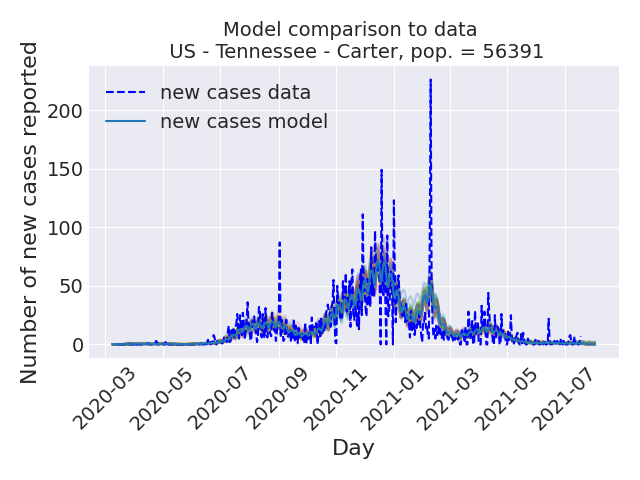 Model comparison to data
US - Tennessee - Carter, pop. = 56391
Number of new cases reported
200
150
100
50
0
new cases data
new cases model
2020-03
2020-05
2020-07
2020-09
2020-11
2021-01
2021-03
2021-05
2021-07
Day